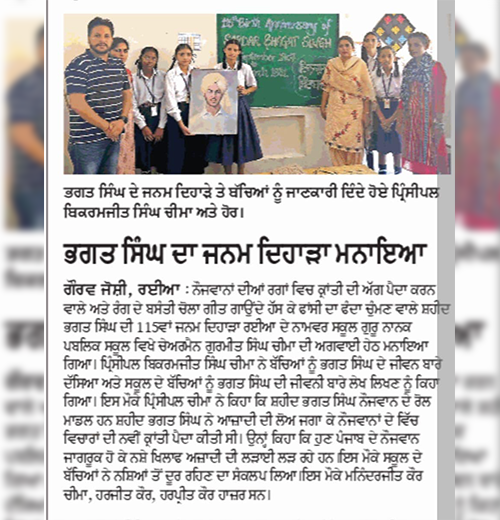 Birth Anniversary of
SARDAR BHAGAT SINGH
ਭਗਤ ਸਿੰਘ ਦੇ ਜਨਮ ਦਿਹਾੜੇ ਤੇ ਬੱਚਿਆਂ ਨੂੰ ਜਾਣਕਾਰੀ ਦਿੰਦੇ ਹੋਏ ਪ੍ਰਿੰਸੀਪਲ
ਬਿਕਰਮਜੀਤ ਸਿੰਘ ਚੀਮਾ ਅਤੇ ਹੋਰ।
ਭਗਤ ਸਿੰਘ ਦਾ ਜਨਮ ਦਿਹਾੜਾ ਮਨਾਇਆ
ਗੌਰਵ ਜੋਸ਼ੀ, ਰਈਆ : ਨੌਜਵਾਨਾਂ ਦੀਆਂ ਰਗਾਂ ਵਿਚ ਕ੍ਰਾਂਤੀ ਦੀ ਅੱਗ ਪੈਦਾ ਕਰਨ
ਵਾਲੇ ਅਤੇ ਰੰਗ ਦੇ ਬਸੰਤੀ ਚੋਲਾ ਗੀਤ ਗਾਉਂਦੇ ਹੱਸ ਕੇ ਫਾਂਸੀ ਦਾ ਫੰਦਾ ਚੁੰਮਣ ਵਾਲੇ ਸ਼ਹੀਦ
ਭਗਤ ਸਿੰਘ ਦੀ 115ਵਾਂ ਜਨਮ ਦਿਹਾੜਾ ਰਈਆ ਦੇ ਨਾਮਵਰ ਸਕੂਲ ਗੁਰੂ ਨਾਨਕ
ਪਬਲਿਕ ਸਕੂਲ ਵਿਖੇ ਚੇਅਰਮੈਨ ਗੁਰਮੀਤ ਸਿੰਘ ਚੀਮਾ ਦੀ ਅਗਵਾਈ ਹੇਠ ਮਨਾਇਆ
ਗਿਆ। ਪ੍ਰਿੰਸੀਪਲ ਬਿਕਰਮਜੀਤ ਸਿੰਘ ਚੀਮਾ ਨੇ ਬੱਚਿਆਂ ਨੂੰ ਭਗਤ ਸਿੰਘ ਦੇ ਜੀਵਨ ਬਾਰੇ
ਦੱਸਿਆ ਅਤੇ ਸਕੂਲ ਦੇ ਬੱਚਿਆਂ ਨੂੰ ਭਗਤ ਸਿੰਘ ਦੀ ਜੀਵਨੀ ਬਾਰੇ ਲੇਖ ਲਿਖਣ ਨੂੰ ਕਿਹਾ
ਗਿਆ। ਇਸ ਮੌਕੇ ਪ੍ਰਿੰਸੀਪਲ ਚੀਮਾ ਨੇ ਕਿਹਾ ਕਿ ਸ਼ਹੀਦ ਭਗਤ ਸਿੰਘ ਨੌਜਵਾਨ ਦੇ ਰੋਲ
ਮਾਡਲ ਹਨ ਸ਼ਹੀਦ ਭਗਤ ਸਿੰਘ ਨੇ ਆਜ਼ਾਦੀ ਦੀ ਲੋਅ ਜਗਾ ਕੇ ਨੌਜਵਾਨਾਂ ਦੇ ਵਿੱਚ
ਵਿਚਾਰਾਂ ਦੀ ਨਵੀਂ ਕ੍ਰਾਂਤੀ ਪੈਦਾ ਕੀਤੀ ਸੀ। ਉਨ੍ਹਾਂ ਕਿਹਾ ਕਿ ਹੁਣ ਪੰਜਾਬ ਦੇ ਨੌਜਵਾਨ
ਜਾਗਰੂਕ ਹੋ ਕੇ ਨਸ਼ੇ ਖਿਲਾਫ ਅਜ਼ਾਦੀ ਦੀ ਲੜਾਈ ਲੜ ਰਹੇ ਹਨ।ਇਸ ਮੌਕੇ ਸਕੂਲ ਦੇ
ਬੱਚਿਆਂ ਨੇ ਨਸ਼ਿਆਂ ਤੋਂ ਦੂਰ ਰਹਿਣ ਦਾ ਸੰਕਲਪ ਲਿਆ।ਇਸ ਮੌਕੇ ਮਨਿੰਦਰਜੀਤ ਕੌਰ
ਚੀਮਾ, ਹਰਜੀਤ ਕੌਰ, ਹਰਪ੍ਰੀਤ ਕੌਰ ਹਾਜ਼ਰ ਸਨ।